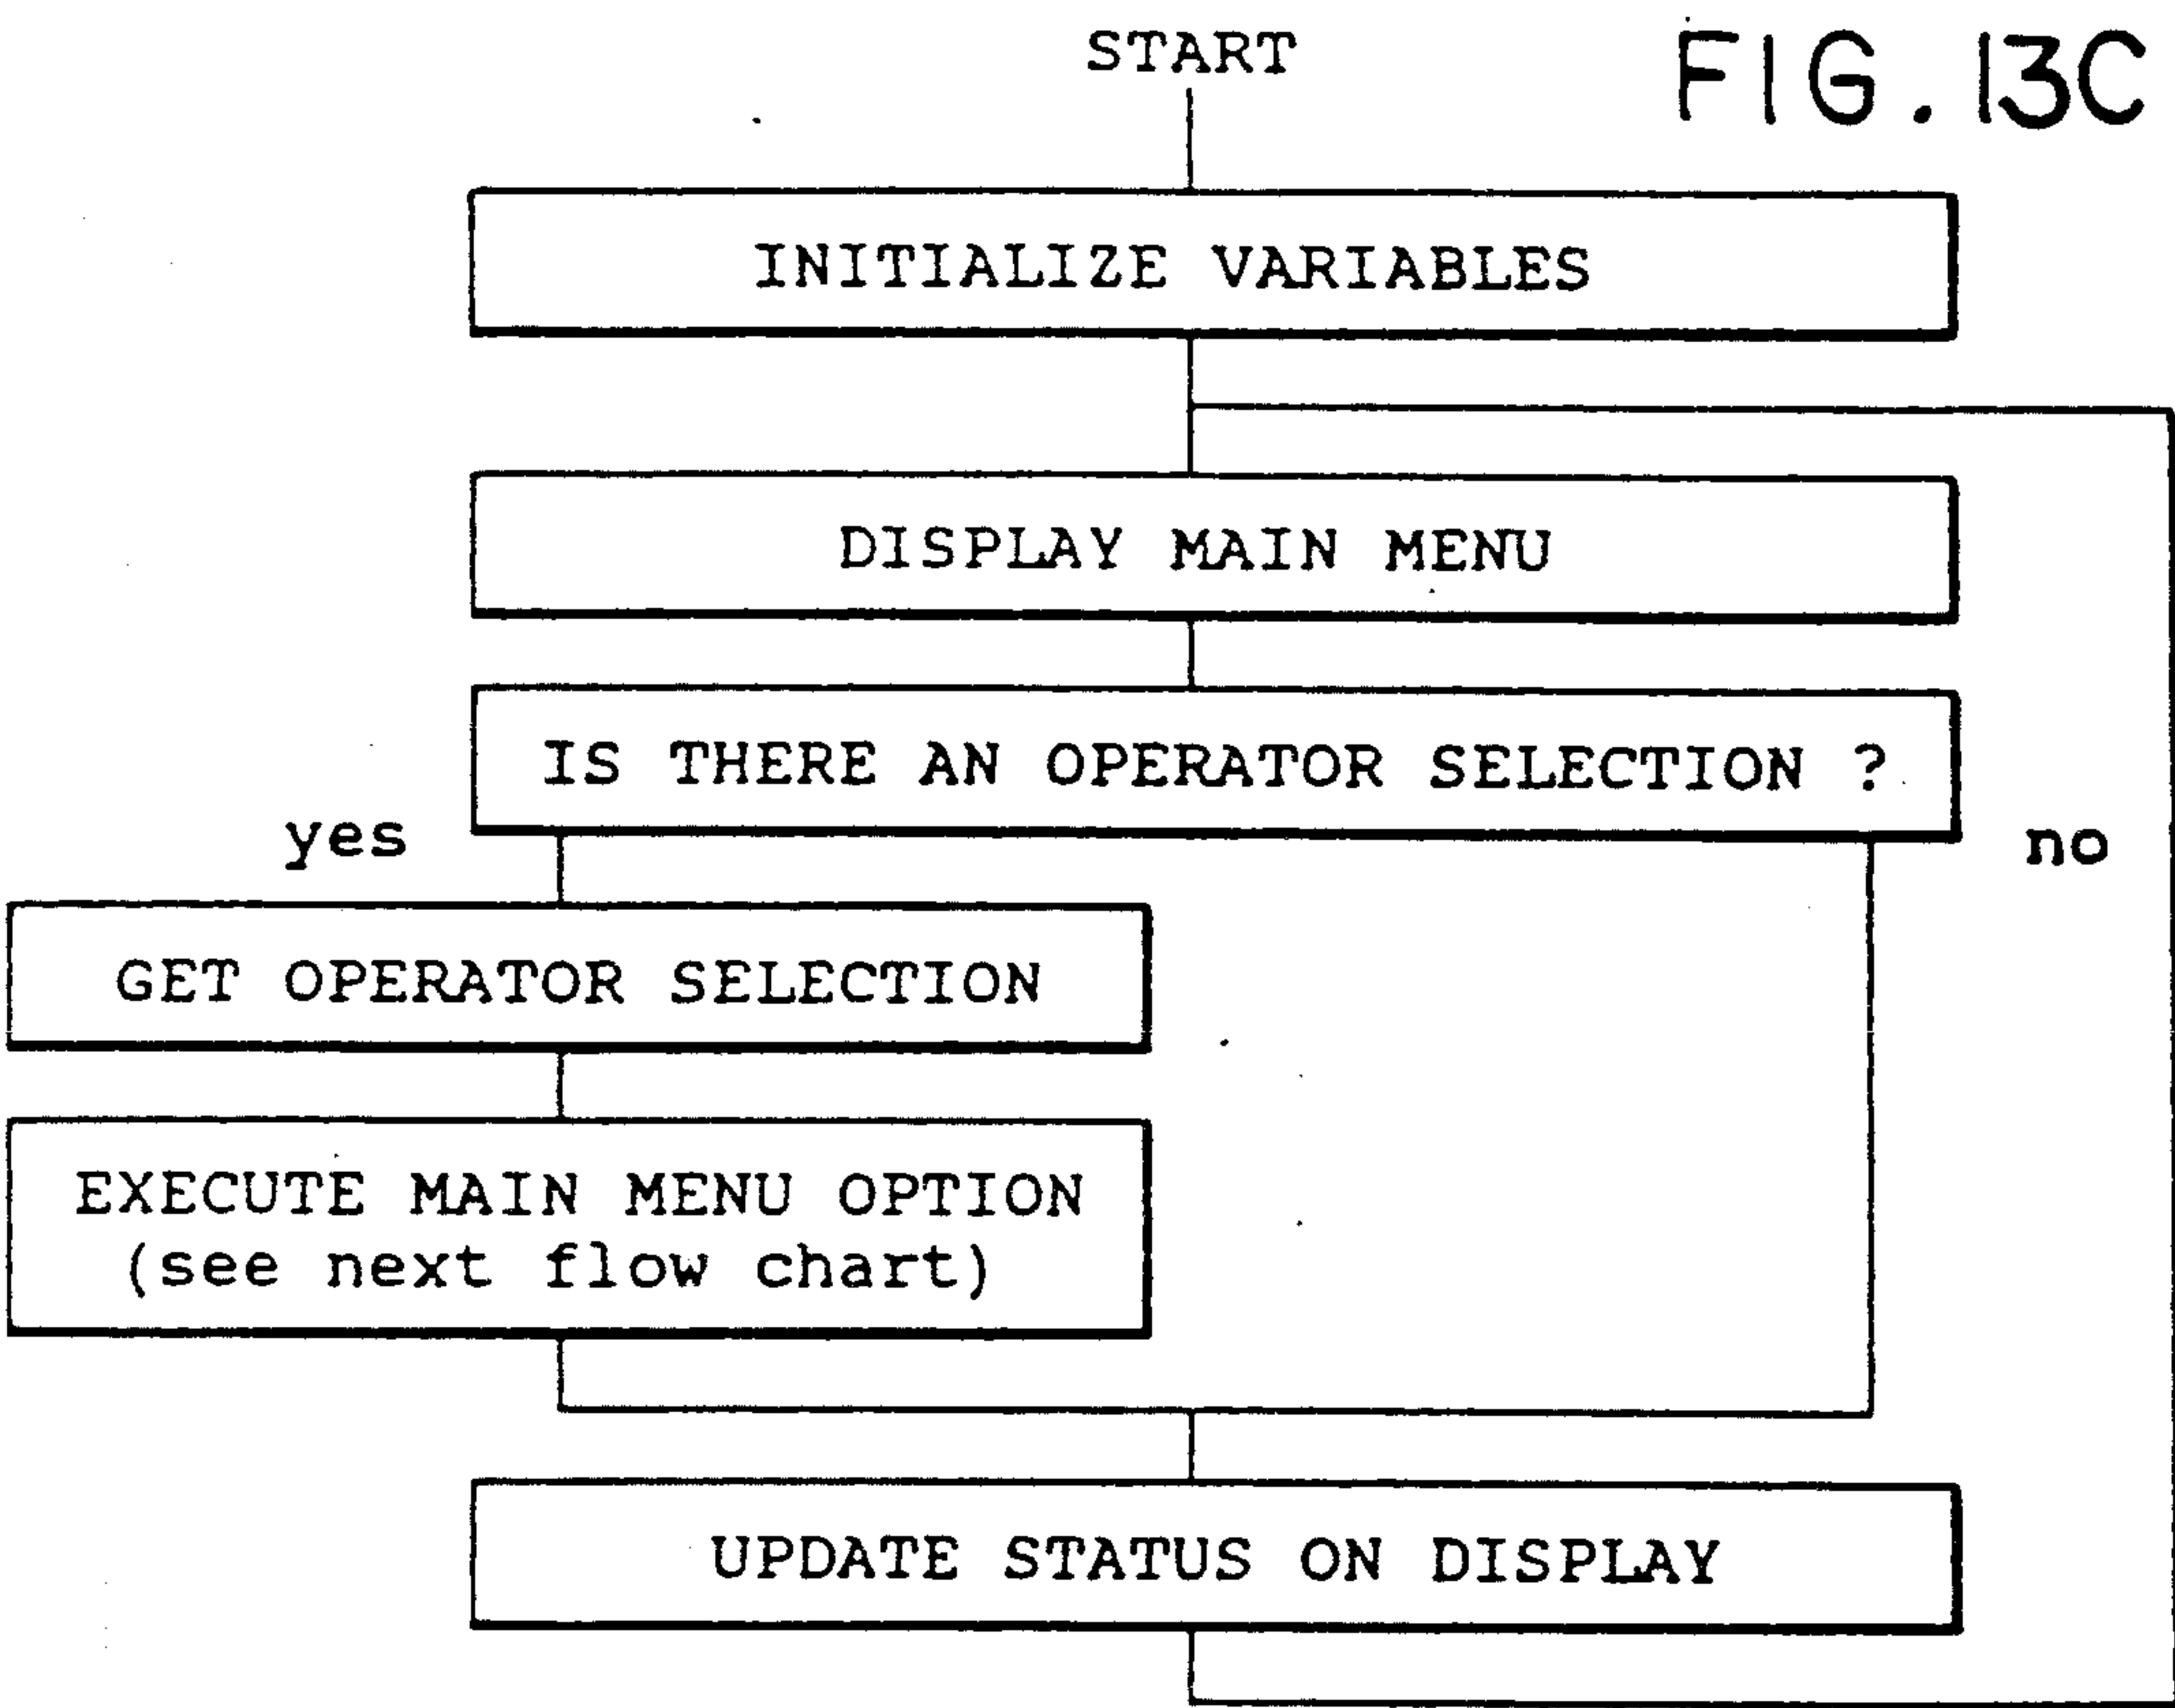 START
FIG. 13C
INITIALIZE VARIABLES
DISPLAY MAIN MENU
IS THERE AN OPERATOR SELECTION ?
yes
no
GET OPERATOR SELECTION
EXECUTE MAIN MENU OPTION
(see next flow chart)
UPDATE STATUS ON DISPLAY